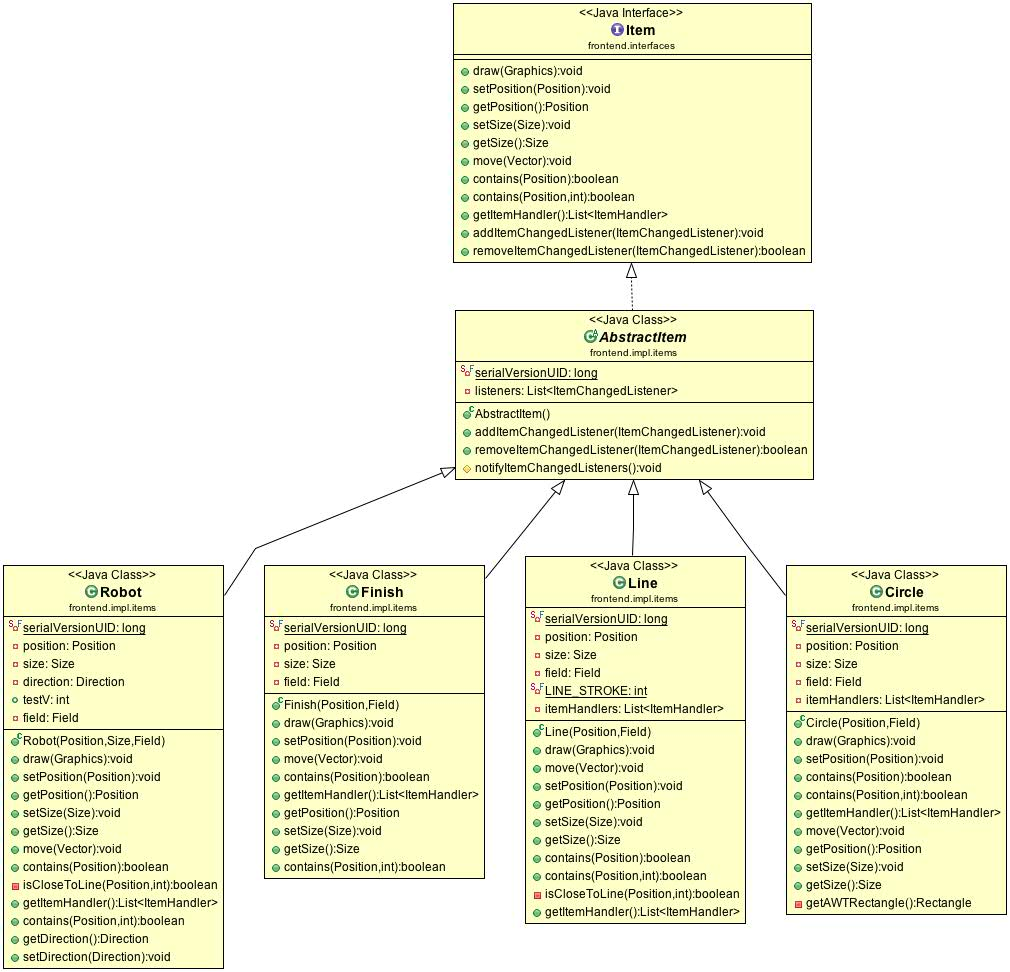 <<Java Interface>>
Item
frontend.interfaces
draw(Graphics):void
setPosition(Position):void
getPosition():Position
setSize(Size):void
getSize():Size
move(Vector):void
contains(Position):boolean
contains(Position,int):boolean
getItemHandler():List<ItemHandler>
addItemChangedListener(ItemChangedListener):void
removeItemChangedListener(ItemChangedListener):boolean
<<Java Class>>
AbstractItem
frontend.impl.items
serialVersionUID: long
listeners: List<ItemChangedListener>
AbstractItem()
addItemChangedListener(ItemChangedListener):void
removeItemChangedListener(ItemChangedListener):boolean
notifyItemChangedListeners():void
<<Java Class>>
Robot
frontend.impl.items
serialVersionUID: long
position: Position
size: Size
direction: Direction
testV: int
field: Field
Robot(Position,Size,Field)
draw(Graphics):void
setPosition(Position):void
getPosition():Position
setSize(Size):void
getSize():Size
move(Vector):void
contains(Position):boolean
isCloseToLine(Position,int):boolean
getItemHandler():List<ItemHandler>
contains(Position,int):boolean
getDirection():Direction
setDirection(Direction):void
<<Java Class>>
Finish
frontend.impl.items
serialVersionUID: long
position: Position
size: Size
field: Field
Finish(Position,Field)
draw(Graphics):void
setPosition(Position):void
move(Vector):void
contains(Position):boolean
getItemHandler():List<ItemHandler>
getPosition():Position
setSize(Size):void
getSize():Size
contains(Position,int):boolean
<<Java Class>>
Line
frontend.impl.items
serialVersionUID: long
position: Position
size: Size
field: Field
LINE_STROKE: int
itemHandlers: List<ItemHandler>
Line(Position,Field)
draw(Graphics):void
move(Vector):void
setPosition(Position):void
getPosition():Position
setSize(Size):void
getSize():Size
contains(Position):boolean
contains(Position,int):boolean
isCloseToLine(Position,int):boolean
getItemHandler():List<ItemHandler>
<<Java Class>>
Circle
frontend.impl.items
serialVersionUID: long
position: Position
size: Size
field: Field
itemHandlers: List<ItemHandler>
Circle(Position,Field)
draw(Graphics):void
setPosition(Position):void
contains(Position):boolean
contains(Position,int):boolean
getItemHandler():List<ItemHandler>
move(Vector):void
getPosition():Position
setSize(Size):void
getSize():Size
getAWTRectangle():Rectangle